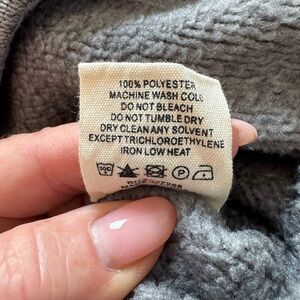 100% POLYESTER
MACHINE WASH COLD
DO NOT BLEACH
DO NOT TUMBLE DRY
DRY CLEAN ANY SOLVENT
EXCEPT TRICHLOROETHYLENE
IRON LOW HEAT